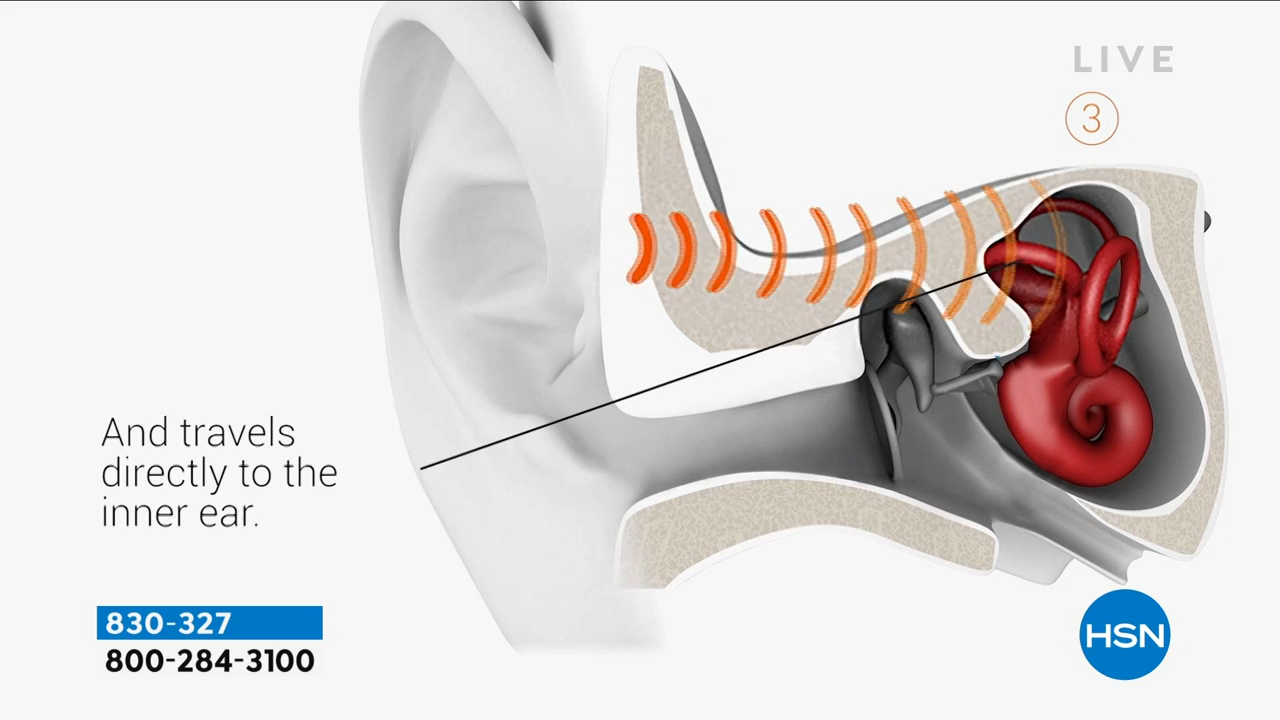 LIVE
3
And travels
directly to the
inner ear.
830-327
800-284-3100
HSN